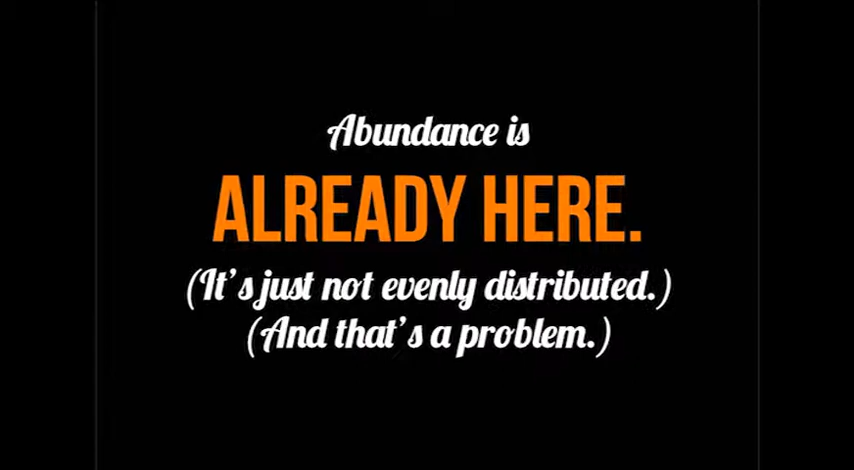 Abundance is
ALREADY HERE.
(It's just not evenly distributed.)
(And that's a problem.)